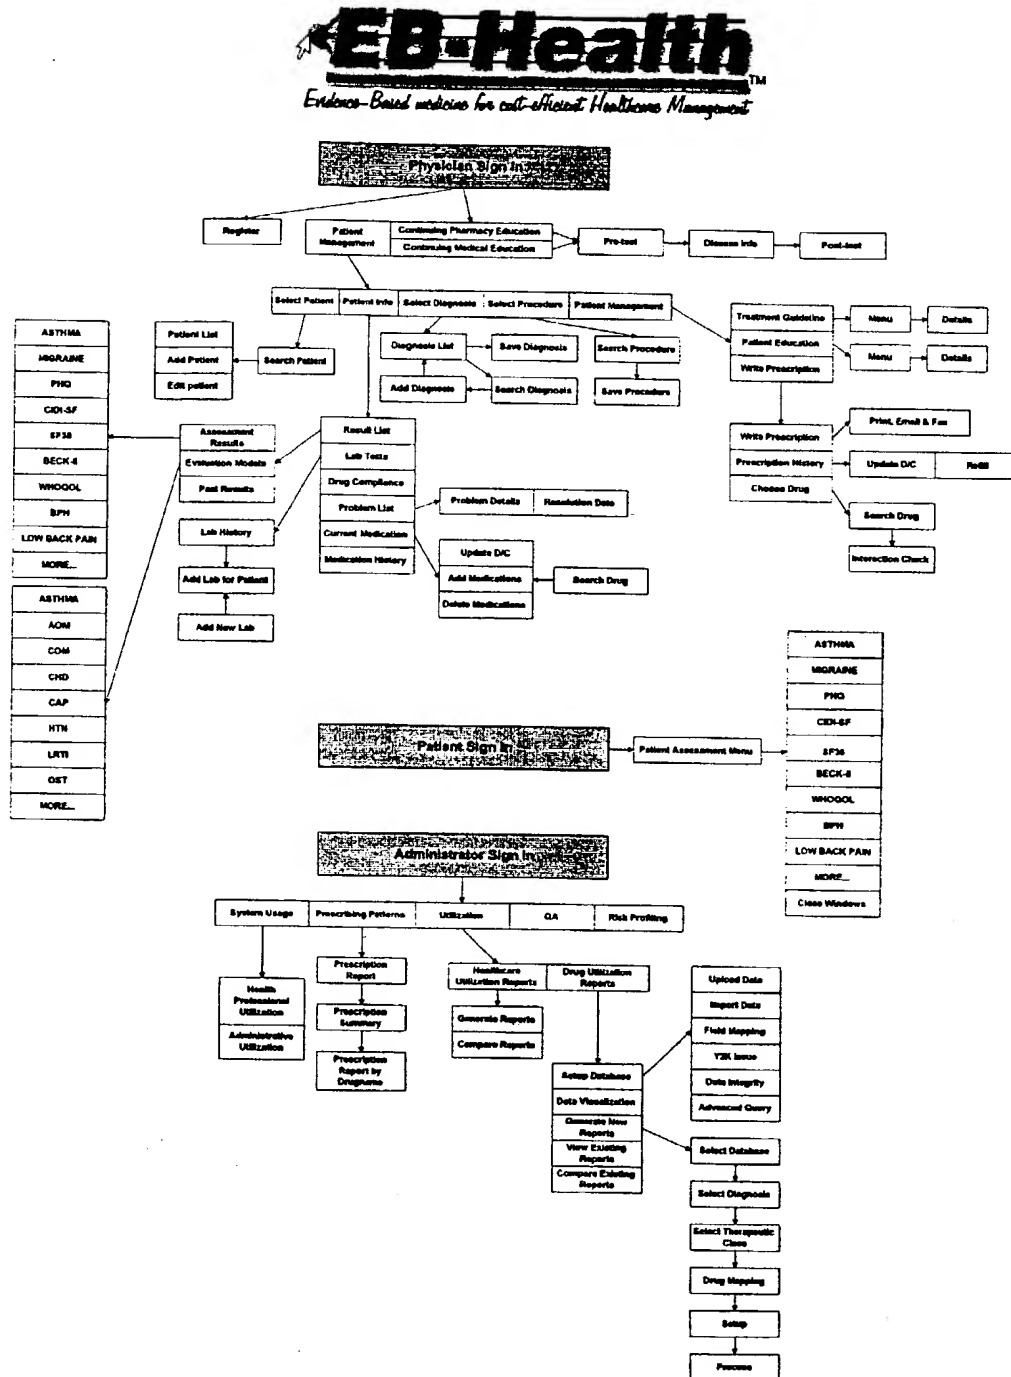 EB-Health
TM
Evidence-Based medicine for cost-efficient Healthcare Management
Physician Sign In
Register
Patient
Management
Continuing Pharmacy Education
Continuing Medical Education
Pre-test
Disease Info
Post-test
Select Patient
Patient Info
Select Diagnosis
Select Procedure
Patient Management
Treatment Guideline
Patient Education
Write Prescription
Menu
Details
Menu
Details
Patient List
Add Patient
Edit patient
Search Patient
Diagnosis List
Save Diagnosis
Add Diagnosis
Search Diagnosis
Search Procedure
Save Procedure
ASTHMA
MIGRAINE
PHQ
CIDI-SF
SF36
BECK-II
WHOQOL
BPH
LOW BACK PAIN
MORE...
ASTHMA
AOM
COM
CHD
CAP
HTN
LRTI
OST
MORE...
Assessment
Results
Evaluation Models
Past Results
Lab History
Add Lab for Patient
Add New Lab
Result List
Lab Tests
Drug Compliance
Problem List
Current Medication
Medication History
Problem Details
Resolution Date
Update D/C
Add Medications
Delete Medications
Search Drug
Write Prescription
Prescription History
Choose Drug
Print, Email & Fax
Update D/C
Refill
Search Drug
Interaction Check
Patient Sign In
Patient Assessment Menu
ASTHMA
MIGRAINE
PHQ
CIDI-SF
SF36
BECK-II
WHOQOL
BPH
LOW BACK PAIN
MORE...
Close Windows
Administrator Sign In
System Usage
Prescribing Patterns
Utilization
QA
Risk Profiling
Health
Professional
Utilization
Administrative
Utilization
Prescription
Report
Prescription
Summary
Prescription
Report by
Drugname
Healthcare
Utilization Reports
Drug Utilization
Reports
Generate Reports
Compare Reports
Setup Database
Data Visualization
Generate New
Reports
View Existing
Reports
Compare Existing
Reports
Upload Data
Import Data
Field Mapping
Y2K Issue
Data Integrity
Advanced Query
Select Database
Select Diagnosis
Select Therapeutic
Class
Drug Mapping
Setup
Process